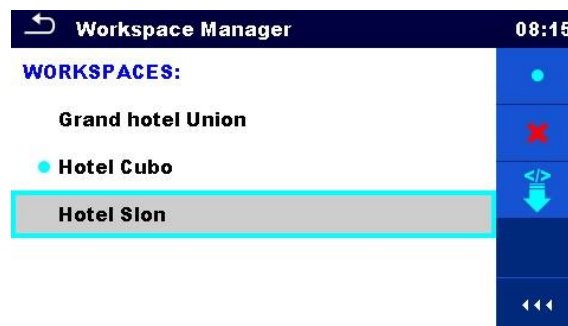 Workspace Manager 08:15
WORKSPACES:
Grand hotel Union
Hotel Cubo
</>
Hotel Slon